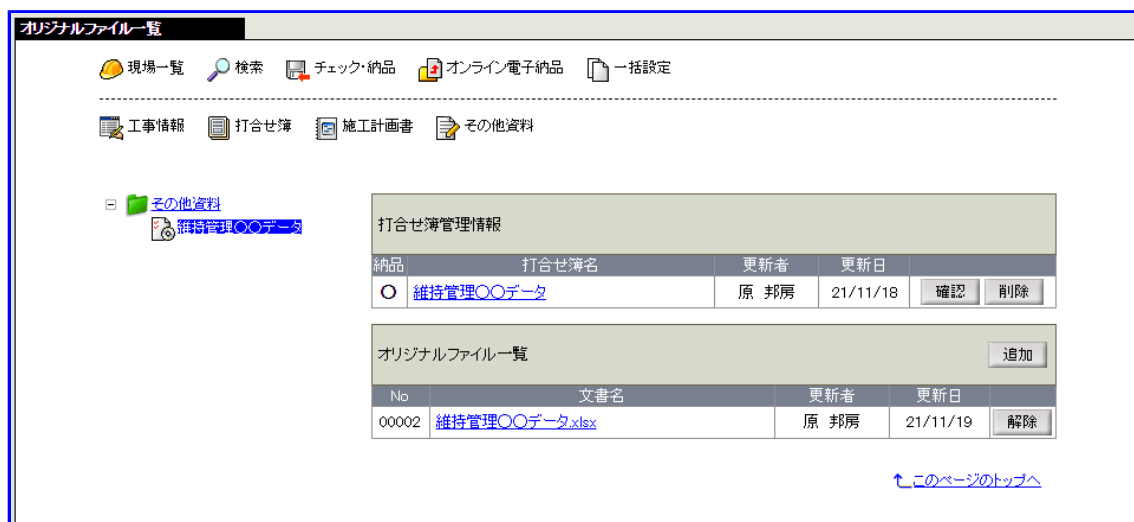 オリジナルファイル一覧
現場一覧 検索 チェック・納品 オンライン電子納品 一括設定
工事情報 打合せ簿 施工計画書 その他資料
その他資料
維持管理〇〇データ
打合せ簿管理情報
納品 打合せ簿名 更新者 更新日
○ 維持管理〇〇データ 原 邦房 21/11/18 確認 削除
オリジナルファイル一覧 追加
No 文書名 更新者 更新日
00002 維持管理〇〇データ.xlsx 原 邦房 21/11/19 解除
このページのトップへ